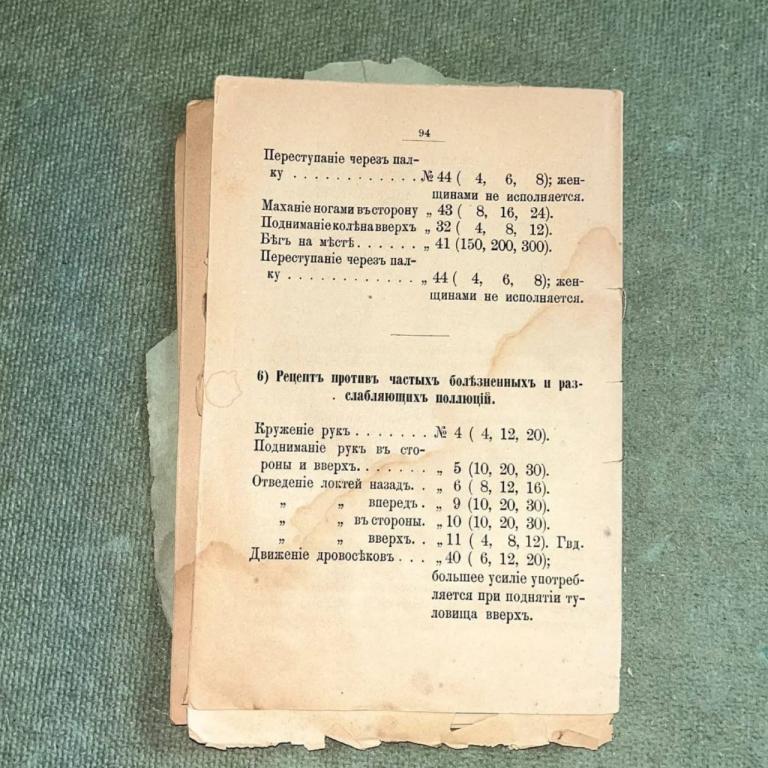 94
Переступаніе черезъ пал-
ку . . . . . . . . . . . . № 44 ( 4, 6, 8); жен-
щинами не исполняется.
Маханіе ногами въ сторону „ 43 ( 8, 16, 24).
Подниманіе колѣна вверхъ „ 32 ( 4, 8, 12).
Бѣгъ на мѣстѣ . . . . . . „ 41 (150, 200, 300).
Переступаніе черезъ пал-
ку . . . . . . . . . . . . . „ 44 ( 4, 6, 8); жен-
щинами не исполняется.
6) Рецептъ противъ частыхъ болѣзненныхъ и раз-
слабляющихъ поллюцій.
Круженіе рукъ . . . . . . . № 4 ( 4, 12, 20).
Подниманіе рукъ въ сто-
роны и вверхъ. . . . . . . „ 5 (10, 20, 30).
Отведеніе локтей назадъ. . „ 6 ( 8, 12, 16).
„ „ впередъ . „ 9 (10, 20, 30).
„ „ въ стороны. „ 10 (10, 20, 30).
„ „ вверхъ. . „ 11 ( 4, 8, 12). Гвд.
Движеніе дровосѣковъ . . . „ 40 ( 6, 12, 20);
большее усиліе употреб-
ляется при поднятіи ту-
ловища вверхъ.